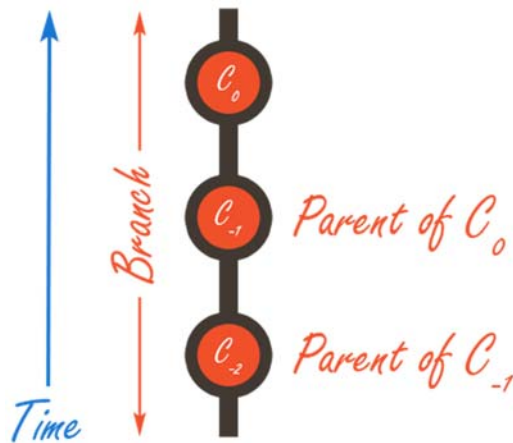 C₀
C₋₁
Parent of C₀
Branch
C₋₂
Parent of C₋₁
Time